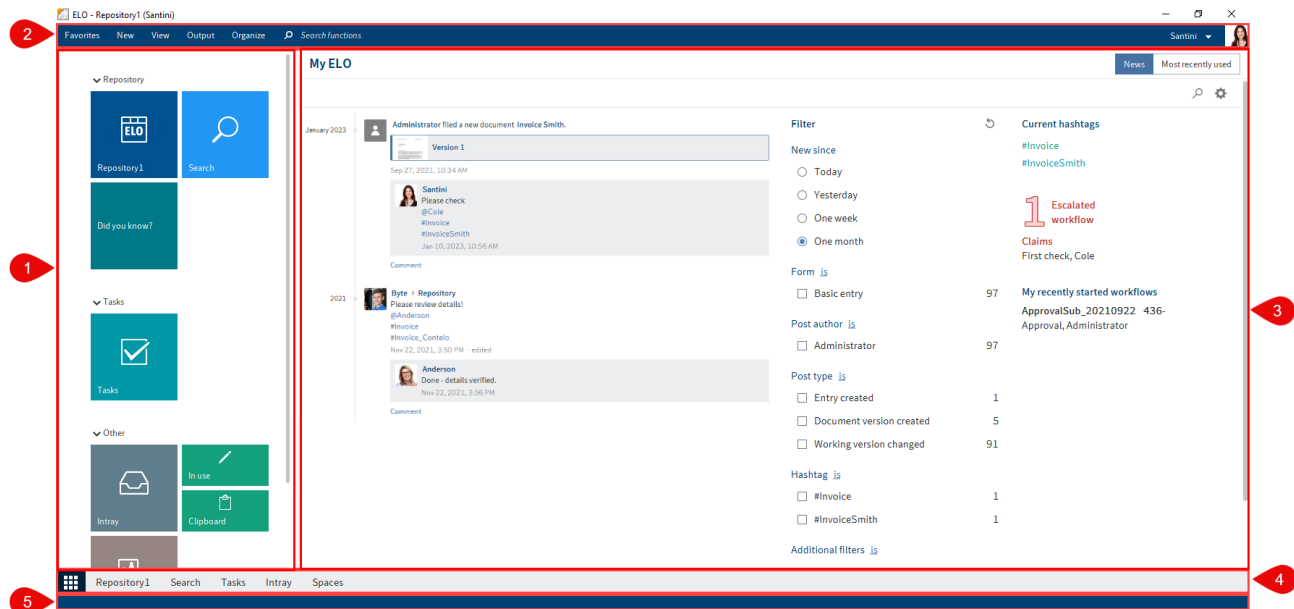 ELO - Repository1 (Santini)
2
Favorites New View Output Organize Search functions Santini
1
Repository
ELO
Repository1
Search
Did you know?
Tasks
Tasks
Other
Intray
In use
Clipboard
My ELO
News Most recently used
January 2023
Administrator filed a new document Invoice Smith.
Version 1
Sep 27, 2021, 10:34 AM
Santini
Please check
@Cole
#Invoice
#InvoiceSmith
Jan 10, 2023, 10:56 AM
Comment
2021
Byte > Repository
Please review details!
@Anderson
#Invoice
#Invoice_Contelo
Nov 22, 2021, 3:50 PM - edited
Anderson
Done - details verified.
Nov 22, 2021, 3:56 PM
Comment
Filter
New since
Today
Yesterday
One week
One month
Form is
Basic entry 97
Post author is
Administrator 97
Post type is
Entry created 1
Document version created 5
Working version changed 91
Hashtag is
#Invoice 1
#InvoiceSmith 1
Additional filters is
Current hashtags
#Invoice
#InvoiceSmith
1 Escalated
workflow
Claims
First check, Cole
My recently started workflows
ApprovalSub_20210922 436-
Approval, Administrator
3
Repository1 Search Tasks Intray Spaces
4
5